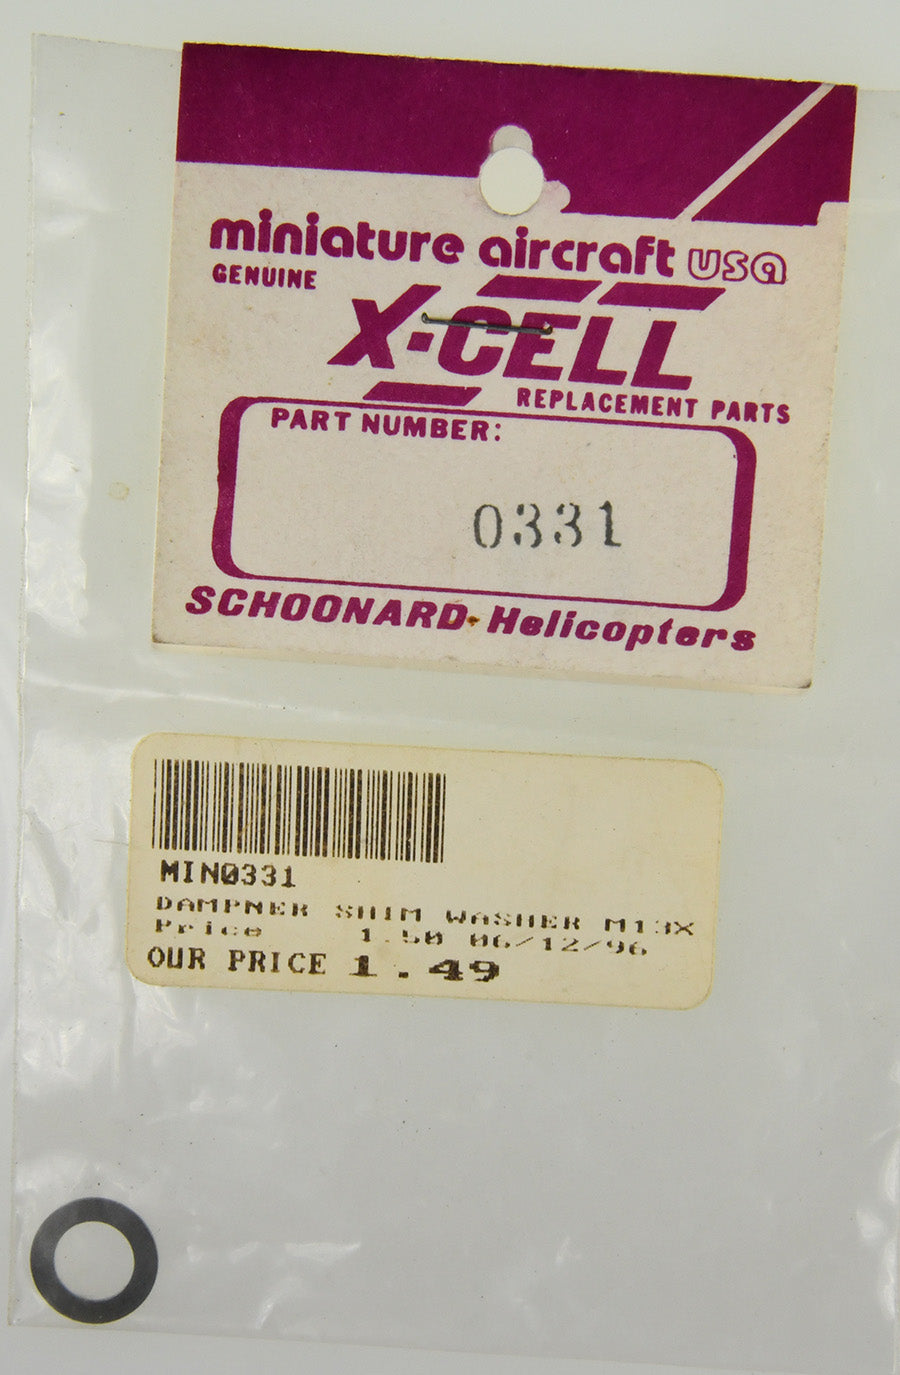 miniature aircraft usa
GENUINE
X-CELL
REPLACEMENT PARTS
PART NUMBER:
0331
SCHOONARD Helicopters
MIN0331
DAMPNER SHIM WASHER M13X
Price 1.50 06/12/96
OUR PRICE 1.49